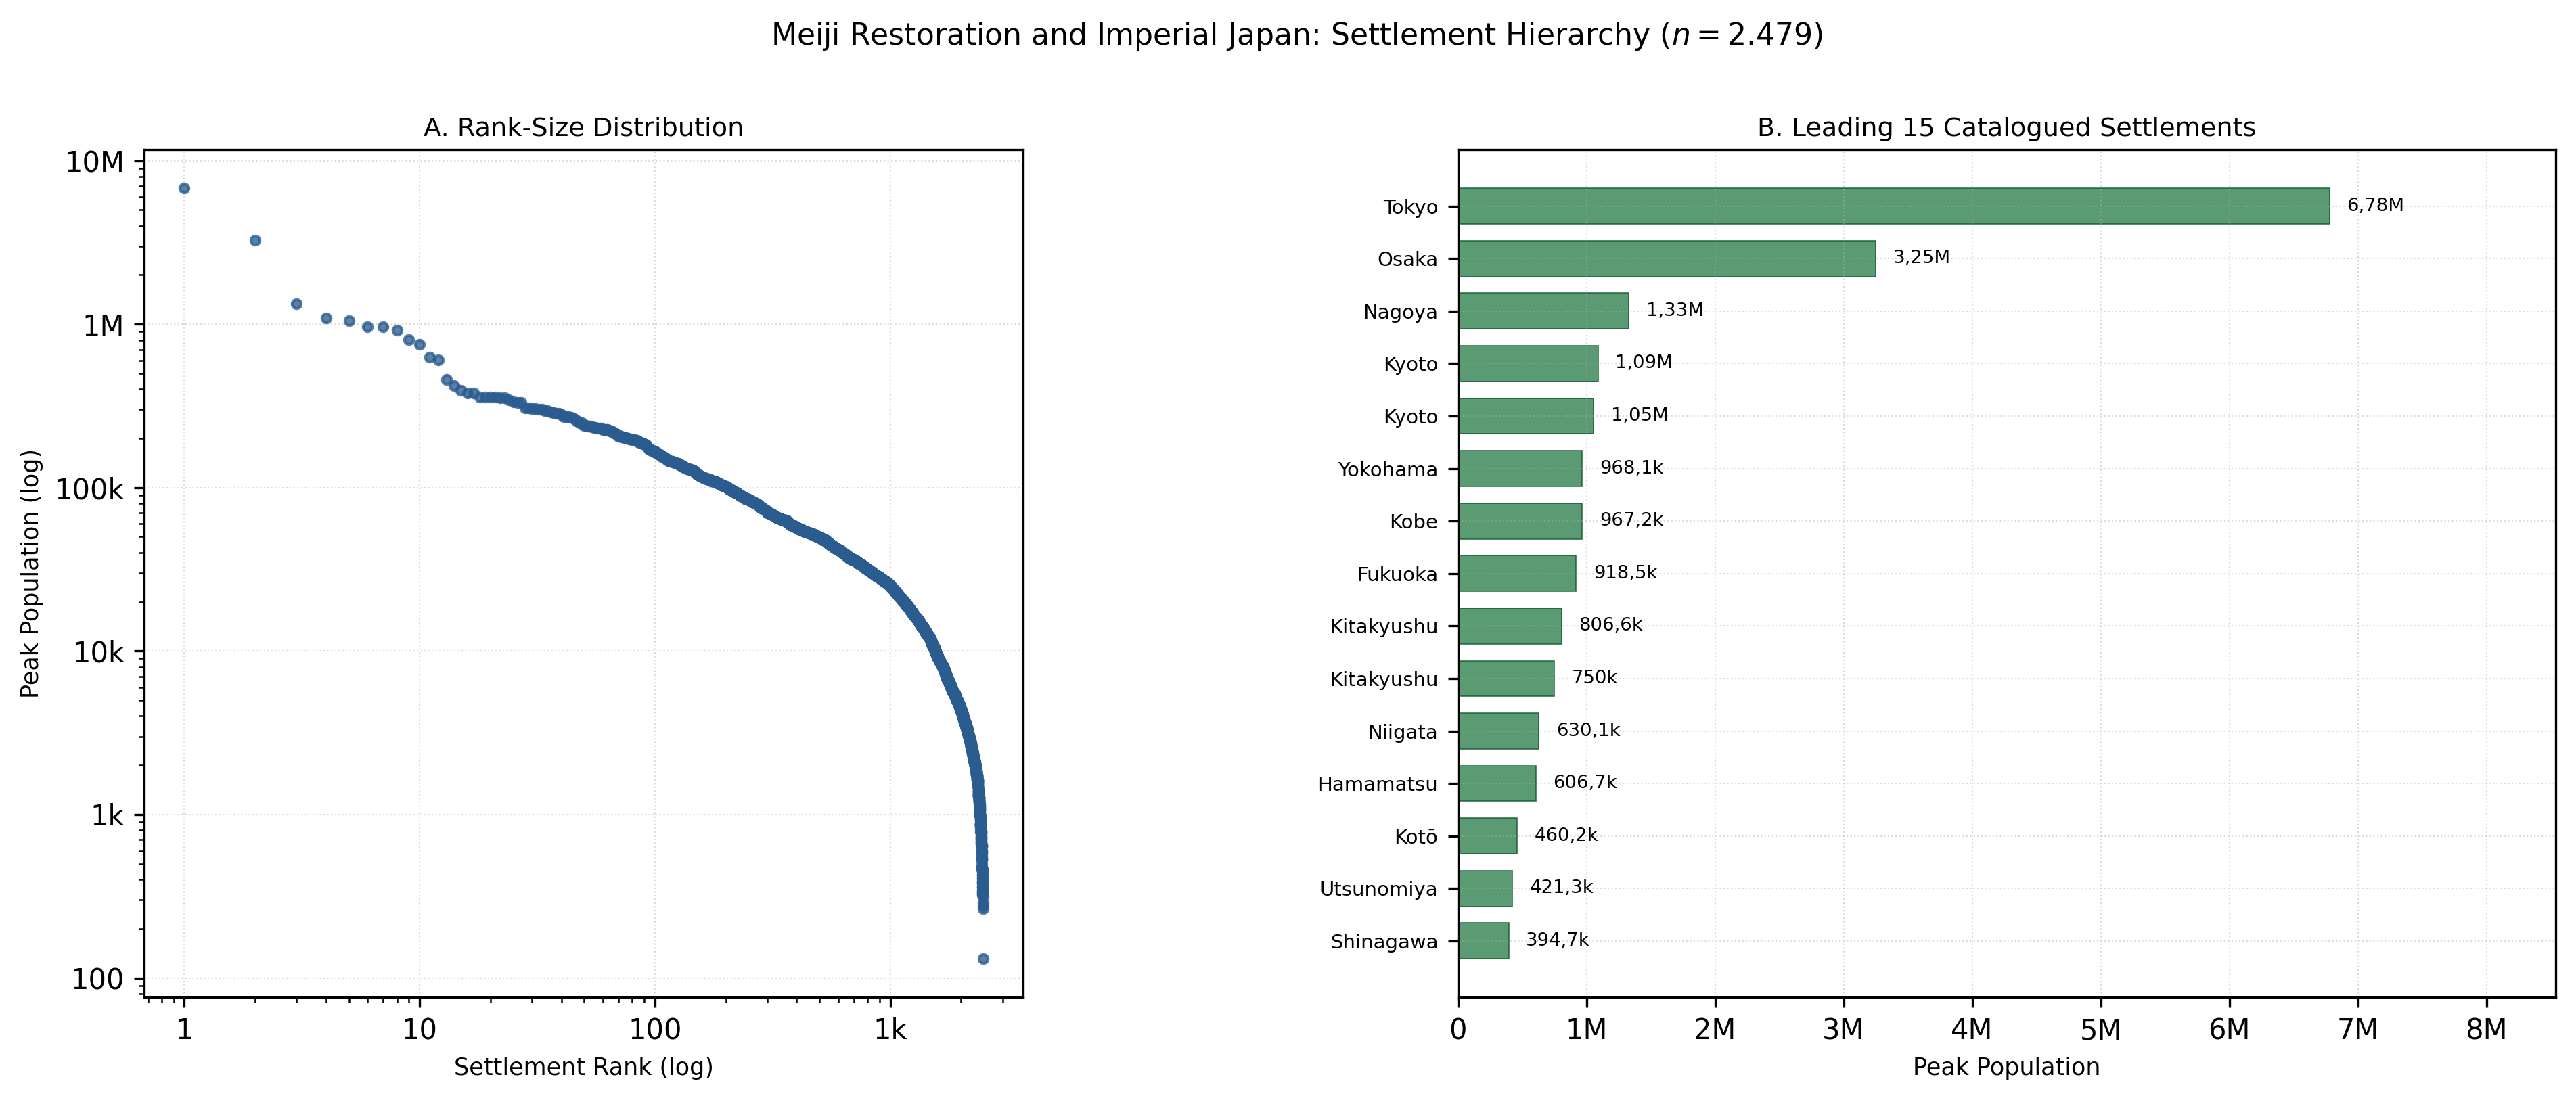 Meiji Restoration and Imperial Japan: Settlement Hierarchy (n = 2.479)
A. Rank-Size Distribution
10M
1M
100k
10k
1k
100
Peak Population (log)
1
10
100
1k
Settlement Rank (log)
B. Leading 15 Catalogued Settlements
Tokyo 6,78M
Osaka 3,25M
Nagoya 1,33M
Kyoto 1,09M
Kyoto 1,05M
Yokohama 968,1k
Kobe 967,2k
Fukuoka 918,5k
Kitakyushu 806,6k
Kitakyushu 750k
Niigata 630,1k
Hamamatsu 606,7k
Kotō 460,2k
Utsunomiya 421,3k
Shinagawa 394,7k
0
1M
2M
3M
4M
5M
6M
7M
8M
Peak Population